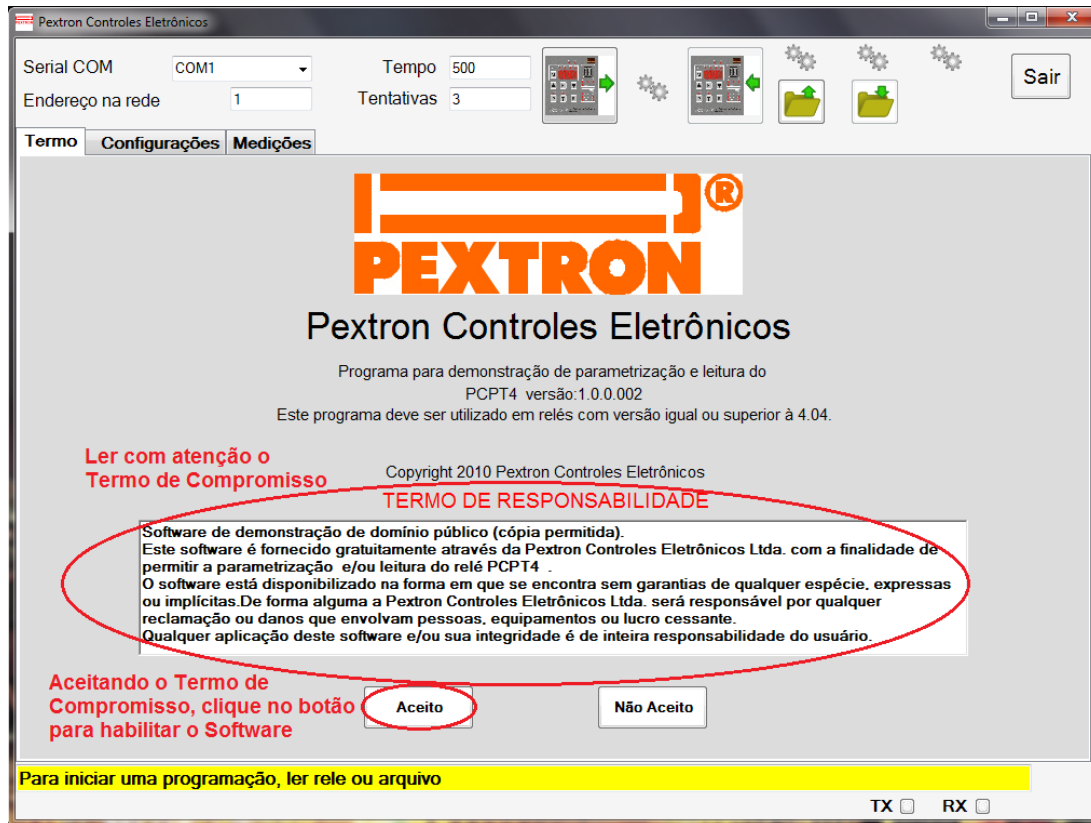 Pextron Controles Eletrônicos
Serial COM COM1 Tempo 500
Endereço na rede 1 Tentativas 3
Sair
Termo Configurações Medições
PEXTRON®
Pextron Controles Eletrônicos
Programa para demonstração de parametrização e leitura do
PCPT4 versão:1.0.0.002
Este programa deve ser utilizado em relés com versão igual ou superior à 4.04.
Ler com atenção o
Termo de Compromisso
Copyright 2010 Pextron Controles Eletrônicos
TERMO DE RESPONSABILIDADE
Software de demonstração de domínio público (cópia permitida).
Este software é fornecido gratuitamente através da Pextron Controles Eletrônicos Ltda. com a finalidade de
permitir a parametrização e/ou leitura do relé PCPT4 .
O software está disponibilizado na forma em que se encontra sem garantias de qualquer espécie, expressas
ou implícitas.De forma alguma a Pextron Controles Eletrônicos Ltda. será responsável por qualquer
reclamação ou danos que envolvam pessoas, equipamentos ou lucro cessante.
Qualquer aplicação deste software e/ou sua integridade é de inteira responsabilidade do usuário.
Aceitando o Termo de
Compromisso, clique no botão
para habilitar o Software
Aceito Não Aceito
Para iniciar uma programação, ler rele ou arquivo
TX RX